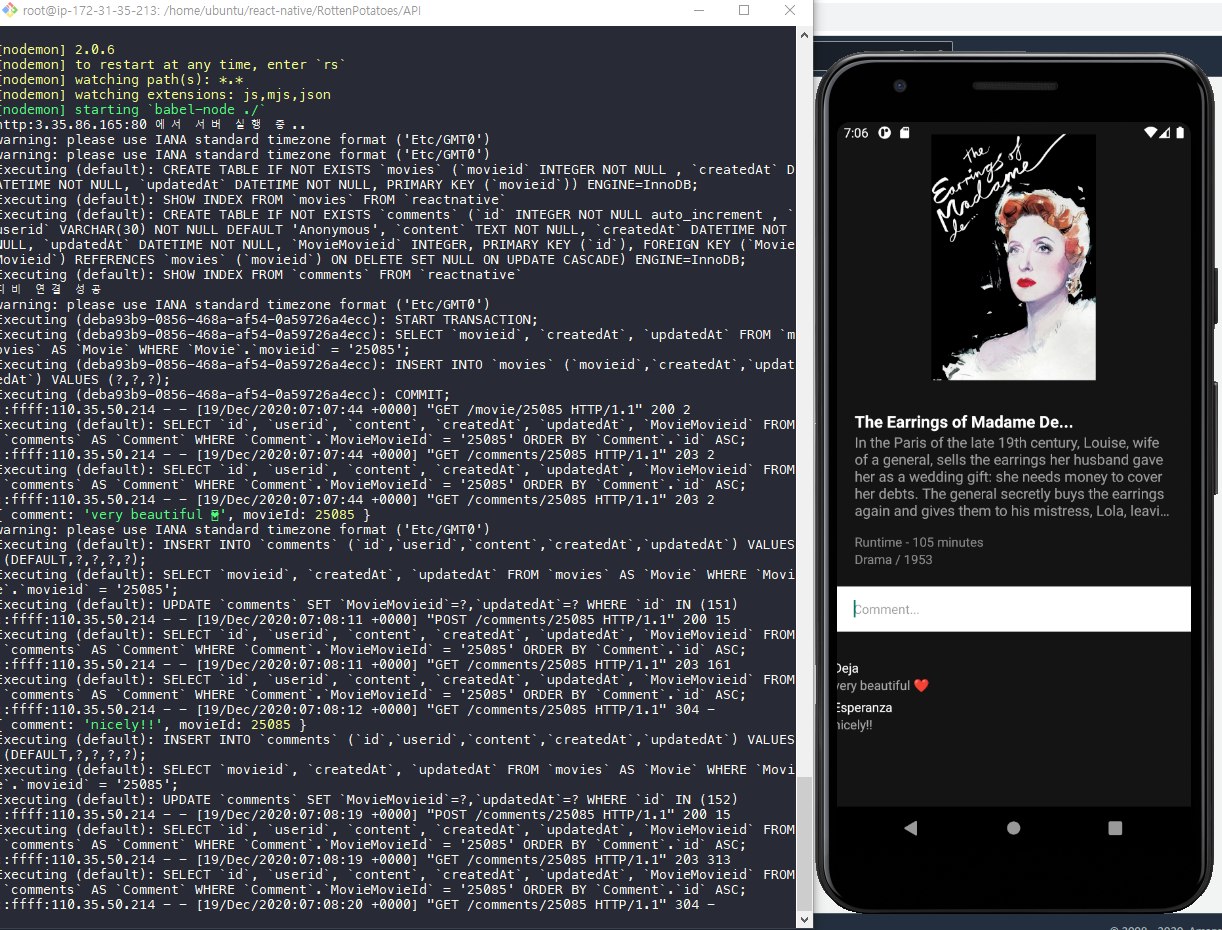 root@ip-172-31-35-213: /home/ubuntu/react-native/RottenPotatoes/API
[nodemon] 2.0.6
[nodemon] to restart at any time, enter `rs`
[nodemon] watching path(s): *.*
[nodemon] watching extensions: js,mjs,json
[nodemon] starting `babel-node ./`
http:3.35.86.165:80 에서 서버 실행 중..
warning: please use IANA standard timezone format ('Etc/GMT0')
warning: please use IANA standard timezone format ('Etc/GMT0')
Executing (default): CREATE TABLE IF NOT EXISTS `movies` (`movieid` INTEGER NOT NULL , `createdAt` D
ATETIME NOT NULL, `updatedAt` DATETIME NOT NULL, PRIMARY KEY (`movieid`)) ENGINE=InnoDB;
Executing (default): SHOW INDEX FROM `movies` FROM `reactnative`
Executing (default): CREATE TABLE IF NOT EXISTS `comments` (`id` INTEGER NOT NULL auto_increment , `
userid` VARCHAR(30) NOT NULL DEFAULT 'Anonymous', `content` TEXT NOT NULL, `createdAt` DATETIME NOT
NULL, `updatedAt` DATETIME NOT NULL, `MovieMovieid` INTEGER, PRIMARY KEY (`id`), FOREIGN KEY (`Movie
Movieid`) REFERENCES `movies` (`movieid`) ON DELETE SET NULL ON UPDATE CASCADE) ENGINE=InnoDB;
Executing (default): SHOW INDEX FROM `comments` FROM `reactnative`
디비 연결 성공
warning: please use IANA standard timezone format ('Etc/GMT0')
Executing (deba93b9-0856-468a-af54-0a59726a4ecc): START TRANSACTION;
Executing (deba93b9-0856-468a-af54-0a59726a4ecc): SELECT `movieid`, `createdAt`, `updatedAt` FROM `m
ovies` AS `Movie` WHERE `Movie`.`movieid` = '25085';
Executing (deba93b9-0856-468a-af54-0a59726a4ecc): INSERT INTO `movies` (`movieid`,`createdAt`,`updat
edAt`) VALUES (?,?,?);
Executing (deba93b9-0856-468a-af54-0a59726a4ecc): COMMIT;
::ffff:110.35.50.214 - - [19/Dec/2020:07:07:44 +0000] "GET /movie/25085 HTTP/1.1" 200 2
Executing (default): SELECT `id`, `userid`, `content`, `createdAt`, `updatedAt`, `MovieMovieId` FROM
`comments` AS `Comment` WHERE `Comment`.`MovieMovieId` = '25085' ORDER BY `Comment`.`id` ASC;
::ffff:110.35.50.214 - - [19/Dec/2020:07:07:44 +0000] "GET /comments/25085 HTTP/1.1" 203 2
Executing (default): SELECT `id`, `userid`, `content`, `createdAt`, `updatedAt`, `MovieMovieId` FROM
`comments` AS `Comment` WHERE `Comment`.`MovieMovieId` = '25085' ORDER BY `Comment`.`id` ASC;
::ffff:110.35.50.214 - - [19/Dec/2020:07:07:44 +0000] "GET /comments/25085 HTTP/1.1" 203 2
{ comment: 'very beautiful ❤️', movieId: 25085 }
warning: please use IANA standard timezone format ('Etc/GMT0')
Executing (default): INSERT INTO `comments` (`id`,`userid`,`content`,`createdAt`,`updatedAt`) VALUES
(DEFAULT,?,?,?,?);
Executing (default): SELECT `movieid`, `createdAt`, `updatedAt` FROM `movies` AS `Movie` WHERE `Movi
e`.`movieid` = '25085';
Executing (default): UPDATE `comments` SET `MovieMovieid`=?,`updatedAt`=? WHERE `id` IN (151)
::ffff:110.35.50.214 - - [19/Dec/2020:07:08:11 +0000] "POST /comments/25085 HTTP/1.1" 200 15
Executing (default): SELECT `id`, `userid`, `content`, `createdAt`, `updatedAt`, `MovieMovieId` FROM
`comments` AS `Comment` WHERE `Comment`.`MovieMovieId` = '25085' ORDER BY `Comment`.`id` ASC;
::ffff:110.35.50.214 - - [19/Dec/2020:07:08:11 +0000] "GET /comments/25085 HTTP/1.1" 203 161
Executing (default): SELECT `id`, `userid`, `content`, `createdAt`, `updatedAt`, `MovieMovieId` FROM
`comments` AS `Comment` WHERE `Comment`.`MovieMovieId` = '25085' ORDER BY `Comment`.`id` ASC;
::ffff:110.35.50.214 - - [19/Dec/2020:07:08:12 +0000] "GET /comments/25085 HTTP/1.1" 304 -
{ comment: 'nicely!!', movieId: 25085 }
Executing (default): INSERT INTO `comments` (`id`,`userid`,`content`,`createdAt`,`updatedAt`) VALUES
(DEFAULT,?,?,?,?);
Executing (default): SELECT `movieid`, `createdAt`, `updatedAt` FROM `movies` AS `Movie` WHERE `Movi
e`.`movieid` = '25085';
Executing (default): UPDATE `comments` SET `MovieMovieid`=?,`updatedAt`=? WHERE `id` IN (152)
::ffff:110.35.50.214 - - [19/Dec/2020:07:08:19 +0000] "POST /comments/25085 HTTP/1.1" 200 15
Executing (default): SELECT `id`, `userid`, `content`, `createdAt`, `updatedAt`, `MovieMovieId` FROM
`comments` AS `Comment` WHERE `Comment`.`MovieMovieId` = '25085' ORDER BY `Comment`.`id` ASC;
::ffff:110.35.50.214 - - [19/Dec/2020:07:08:19 +0000] "GET /comments/25085 HTTP/1.1" 203 313
Executing (default): SELECT `id`, `userid`, `content`, `createdAt`, `updatedAt`, `MovieMovieId` FROM
`comments` AS `Comment` WHERE `Comment`.`MovieMovieId` = '25085' ORDER BY `Comment`.`id` ASC;
::ffff:110.35.50.214 - - [19/Dec/2020:07:08:20 +0000] "GET /comments/25085 HTTP/1.1" 304 -
7:06
the
Earrings of
Madame
de...
The Earrings of Madame De...
In the Paris of the late 19th century, Louise, wife
of a general, sells the earrings her husband gave
her as a wedding gift: she needs money to cover
her debts. The general secretly buys the earrings
again and gives them to his mistress, Lola, leavi...
Runtime - 105 minutes
Drama / 1953
Comment...
Deja
very beautiful ❤️
Esperanza
nicely!!